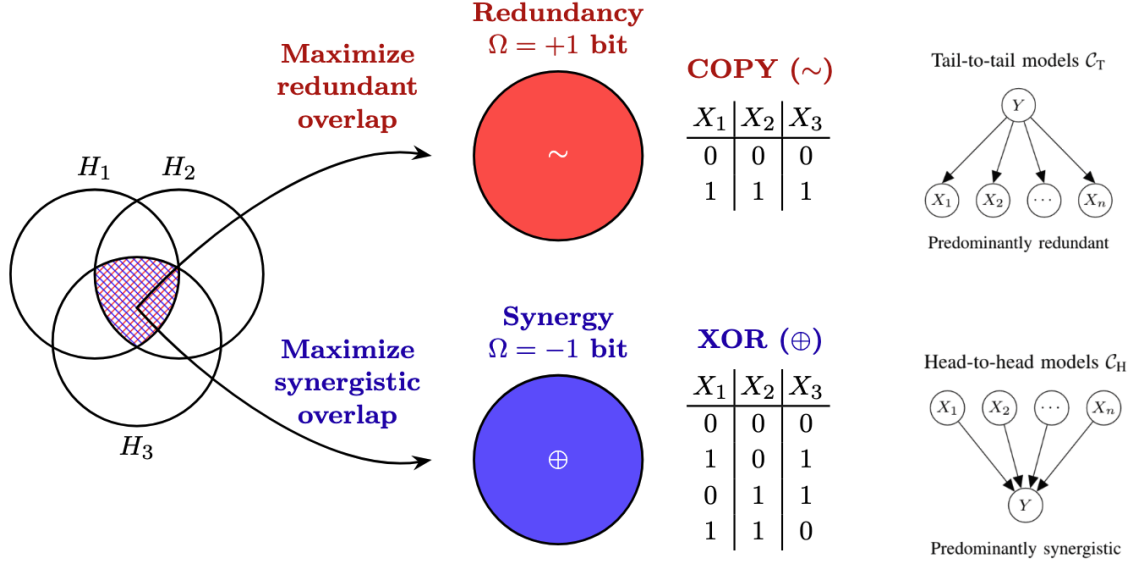 H₁
H₂
H₃
Maximize
redundant
overlap
Maximize
synergistic
overlap
Redundancy
Ω = +1 bit
∼
COPY (∼)
X₁ X₂ X₃
0 0 0
1 1 1
Tail-to-tail models 𝒞_T
Y
X₁ X₂ ··· Xₙ
Predominantly redundant
Synergy
Ω = −1 bit
⊕
XOR (⊕)
X₁ X₂ X₃
0 0 0
1 0 1
0 1 1
1 1 0
Head-to-head models 𝒞_H
X₁ X₂ ··· Xₙ
Y
Predominantly synergistic